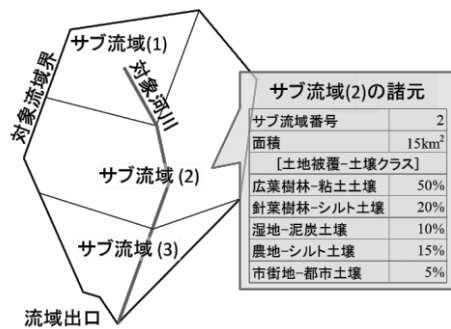 サブ流域(1)
対象流域界
対象河川
サブ流域(2)
サブ流域(3)
流域出口
サブ流域(2)の諸元
サブ流域番号 2
面積 15km²
[土地被覆−土壌クラス]
広葉樹林−粘土土壌 50%
針葉樹林−シルト土壌 20%
湿地−泥炭土壌 10%
農地−シルト土壌 15%
市街地−都市土壌 5%